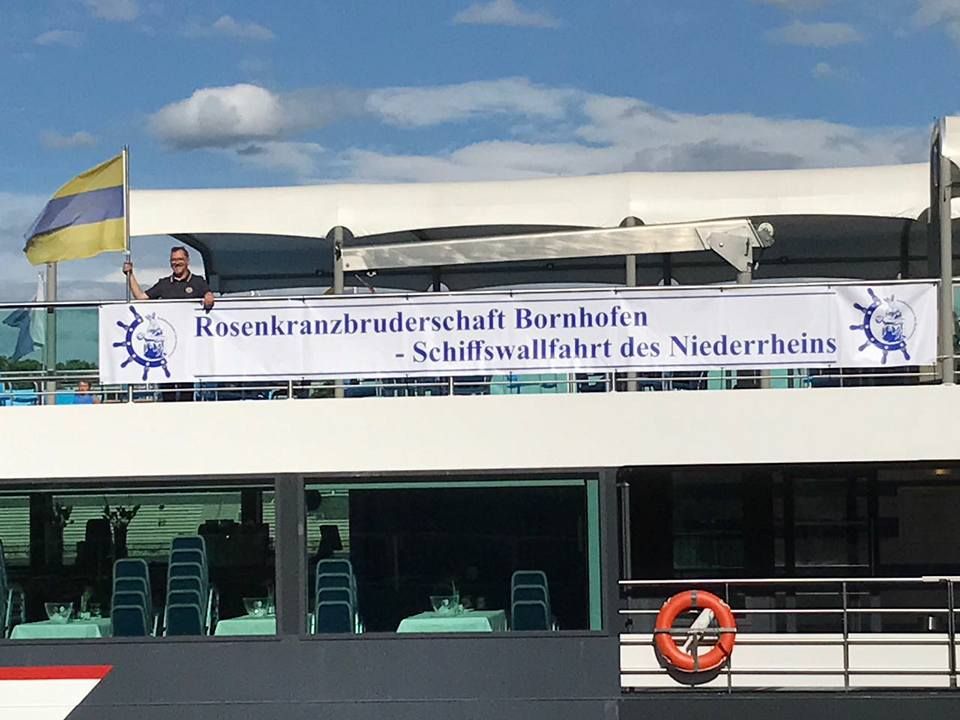 Rosenkranzbruderschaft Bornhofen
- Schiffswallfahrt des Niederrheins